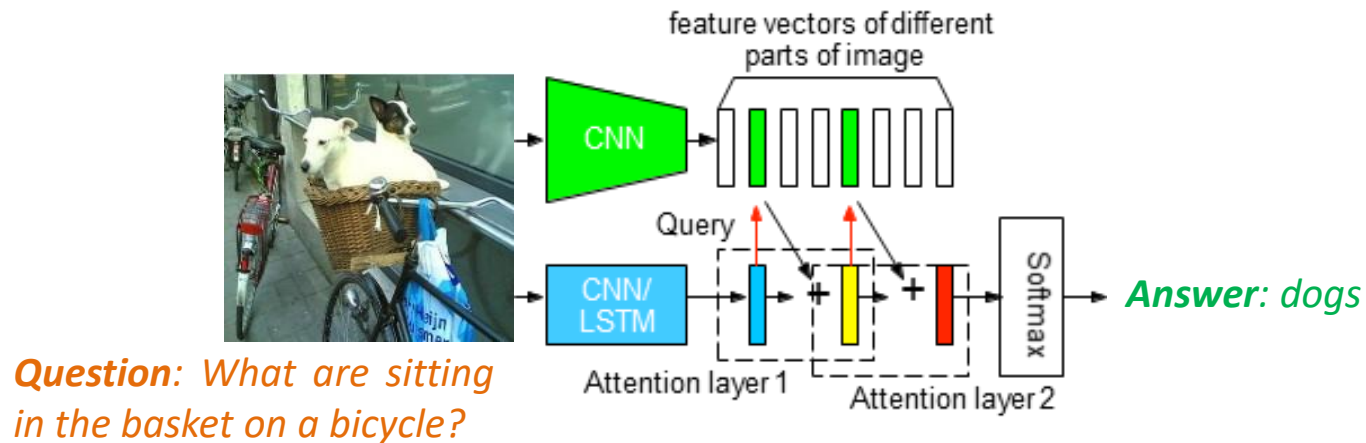 feature vectors of different
parts of image
CNN
Query
CNN/
LSTM
+
+
Softmax
Answer: dogs
Attention layer 1
Attention layer 2
Question: What are sitting
in the basket on a bicycle?